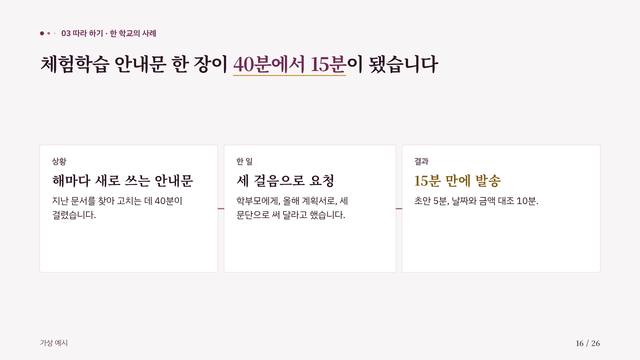 03 따라 하기 · 한 학교의 사례
체험학습 안내문 한 장이 40분에서 15분이 됐습니다
상황
해마다 새로 쓰는 안내문
지난 문서를 찾아 고치는 데 40분이
걸렸습니다.
한 일
세 걸음으로 요청
학부모에게, 올해 계획서로, 세
문단으로 써 달라고 했습니다.
결과
15분 만에 발송
초안 5분, 날짜와 금액 대조 10분.
가상 예시
16 / 26